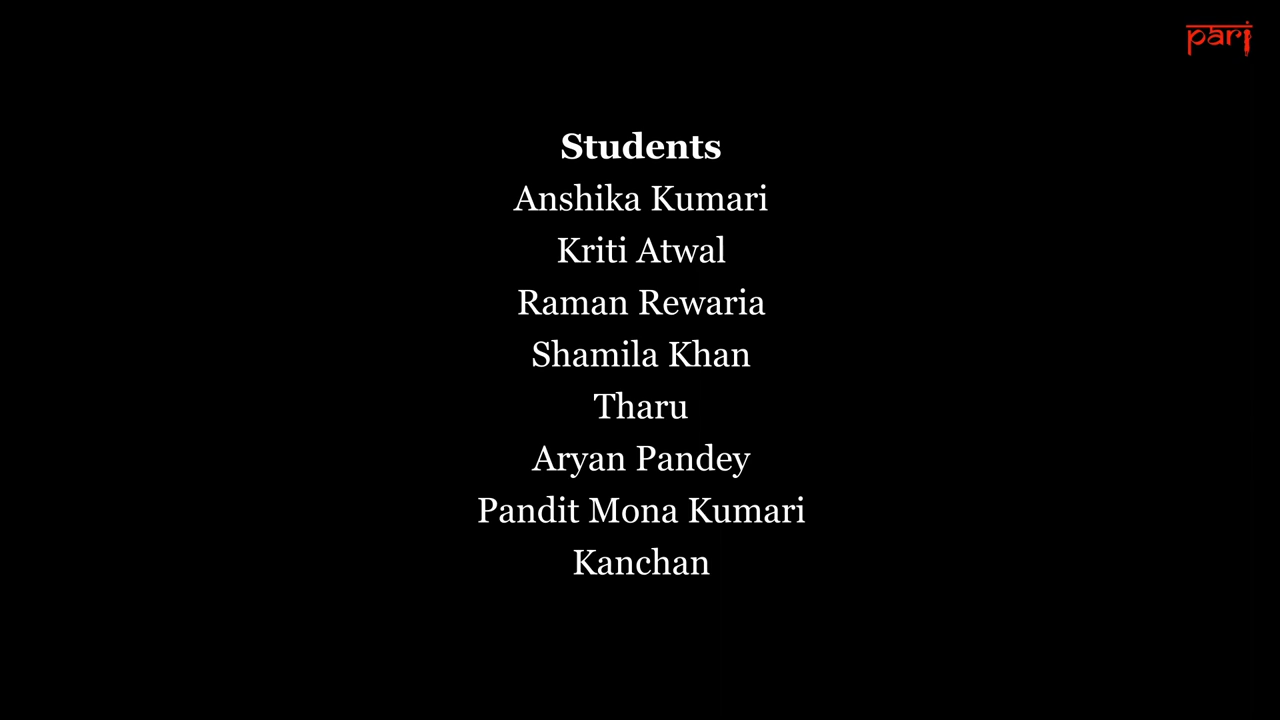 pari
Students
Anshika Kumari
Kriti Atwal
Raman Rewaria
Shamila Khan
Tharu
Aryan Pandey
Pandit Mona Kumari
Kanchan